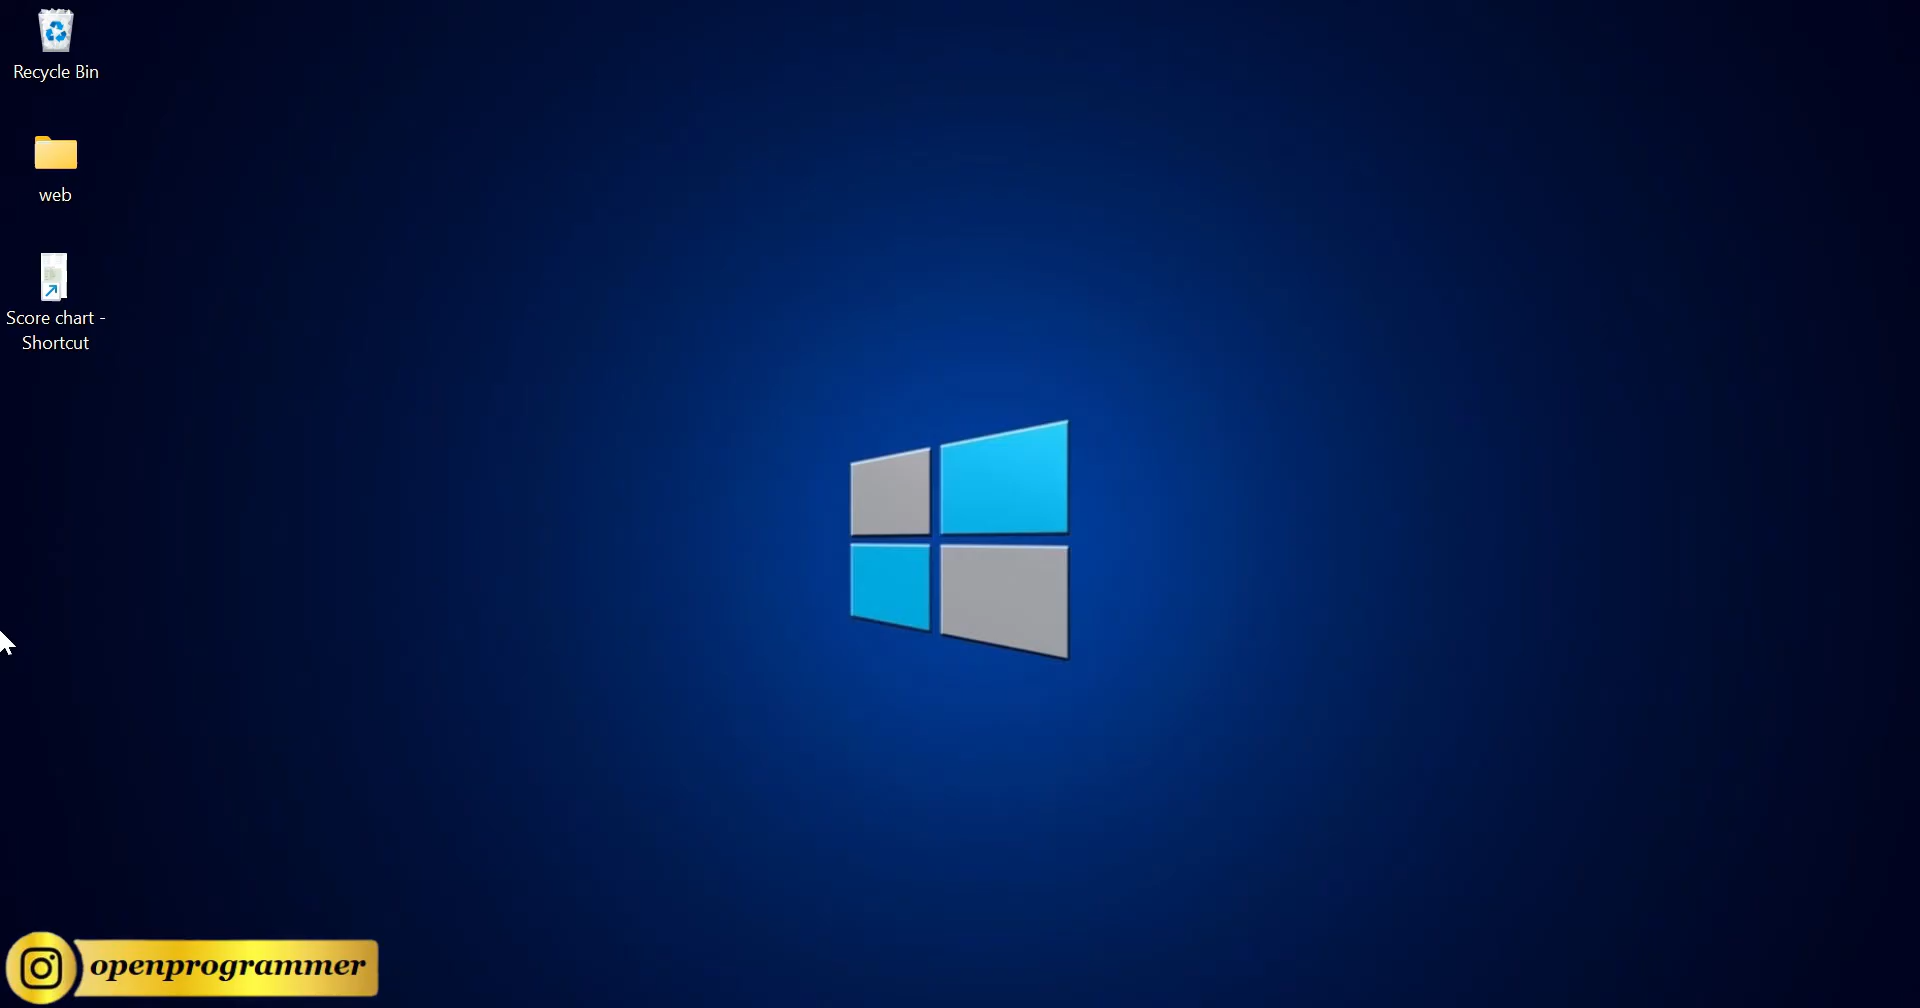 Recycle Bin
web
Score chart -
Shortcut
openprogrammer